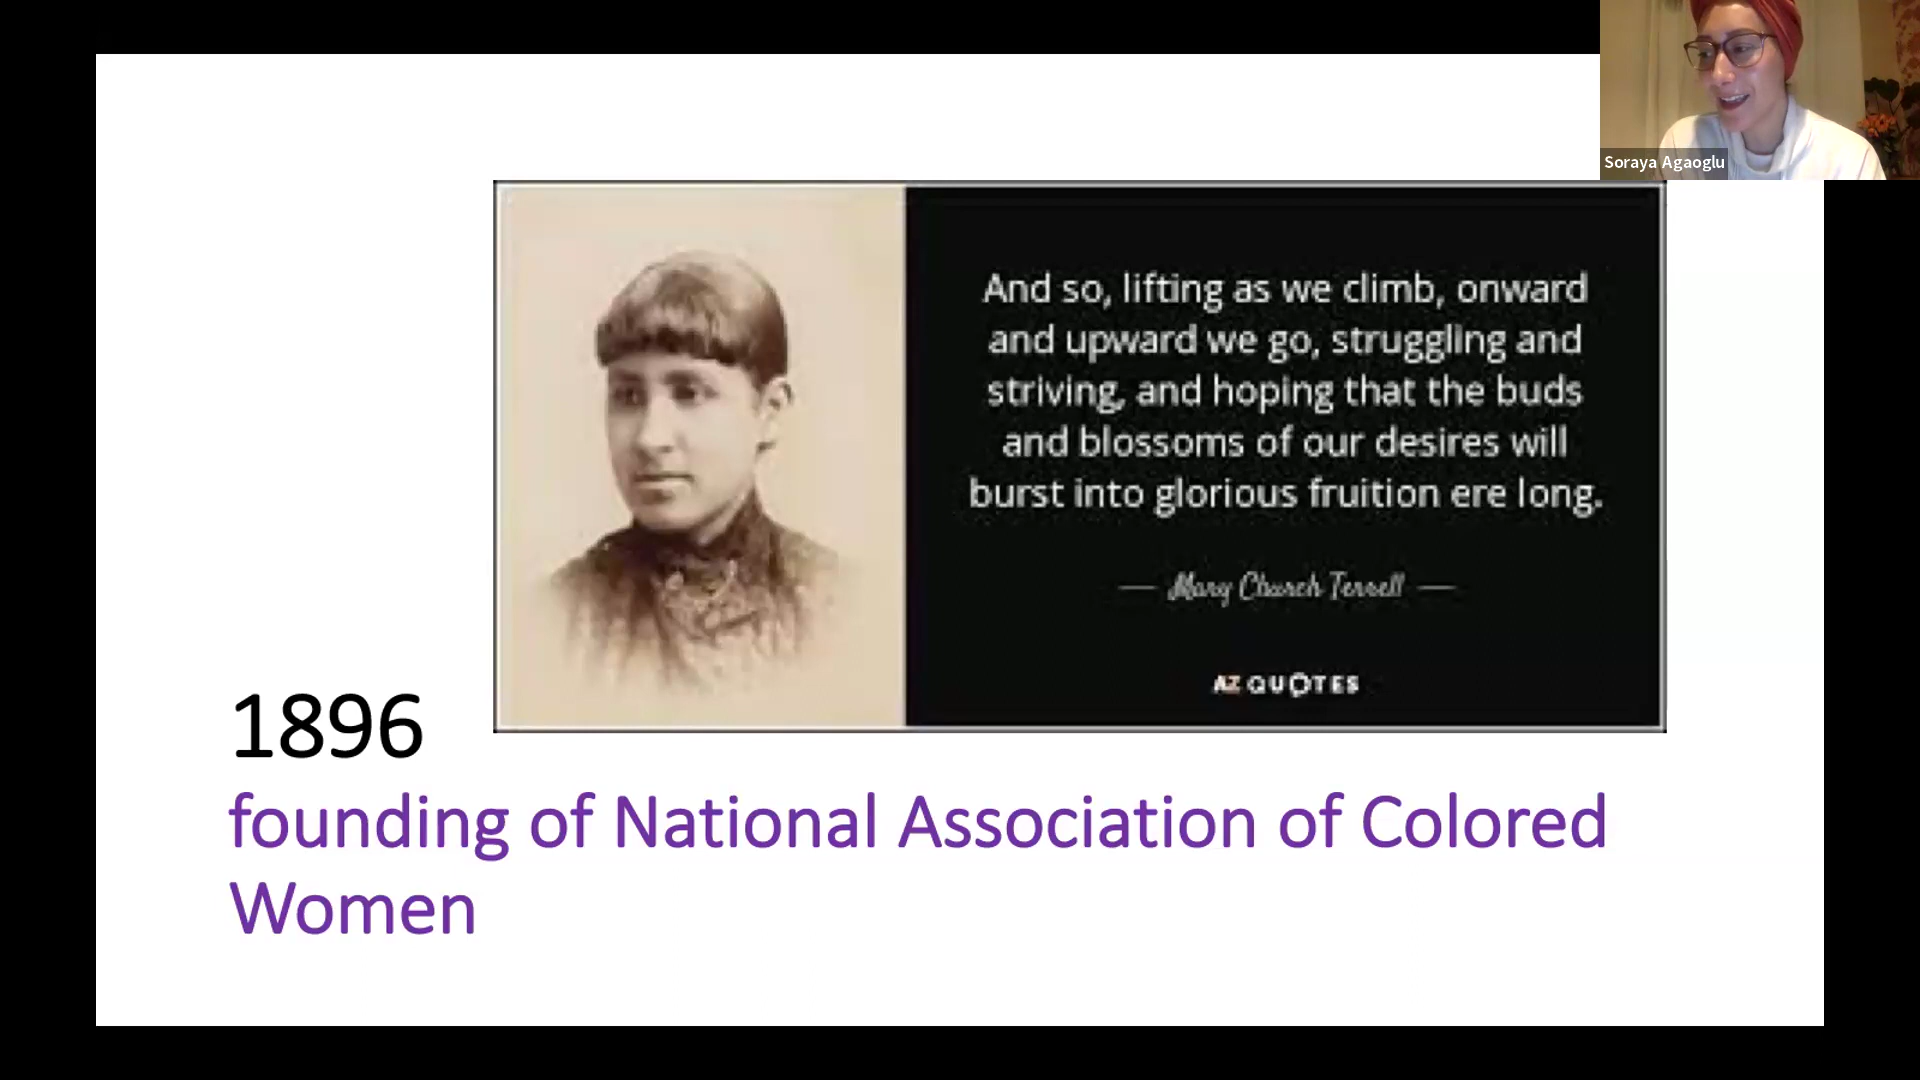 Soraya Agaoglu
And so, lifting as we climb, onward
and upward we go, struggling and
striving, and hoping that the buds
and blossoms of our desires will
burst into glorious fruition ere long.
— Mary Church Terrell —
AZ QUOTES
1896
founding of National Association of Colored
Women